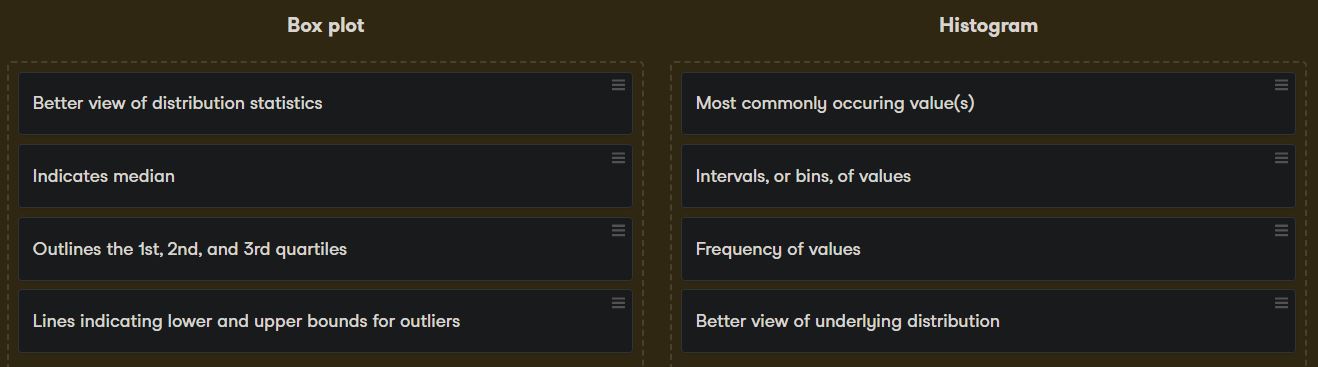 Box plot
Better view of distribution statistics
Indicates median
Outlines the 1st, 2nd, and 3rd quartiles
Lines indicating lower and upper bounds for outliers
Histogram
Most commonly occuring value(s)
Intervals, or bins, of values
Frequency of values
Better view of underlying distribution